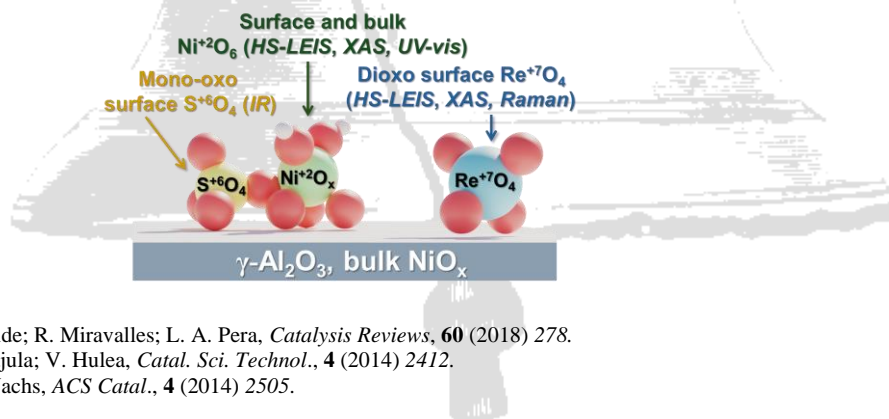 Surface and bulk
Ni⁺²O₆ (HS-LEIS, XAS, UV-vis)
Mono-oxo
surface S⁺⁶O₄ (IR)
Dioxo surface Re⁺⁷O₄
(HS-LEIS, XAS, Raman)
S⁺⁶O₄
Ni⁺²Oₓ
Re⁺⁷O₄
γ-Al₂O₃, bulk NiOₓ
ide; R. Miravalles; L. A. Pera, Catalysis Reviews, 60 (2018) 278.
jula; V. Hulea, Catal. Sci. Technol., 4 (2014) 2412.
achs, ACS Catal., 4 (2014) 2505.